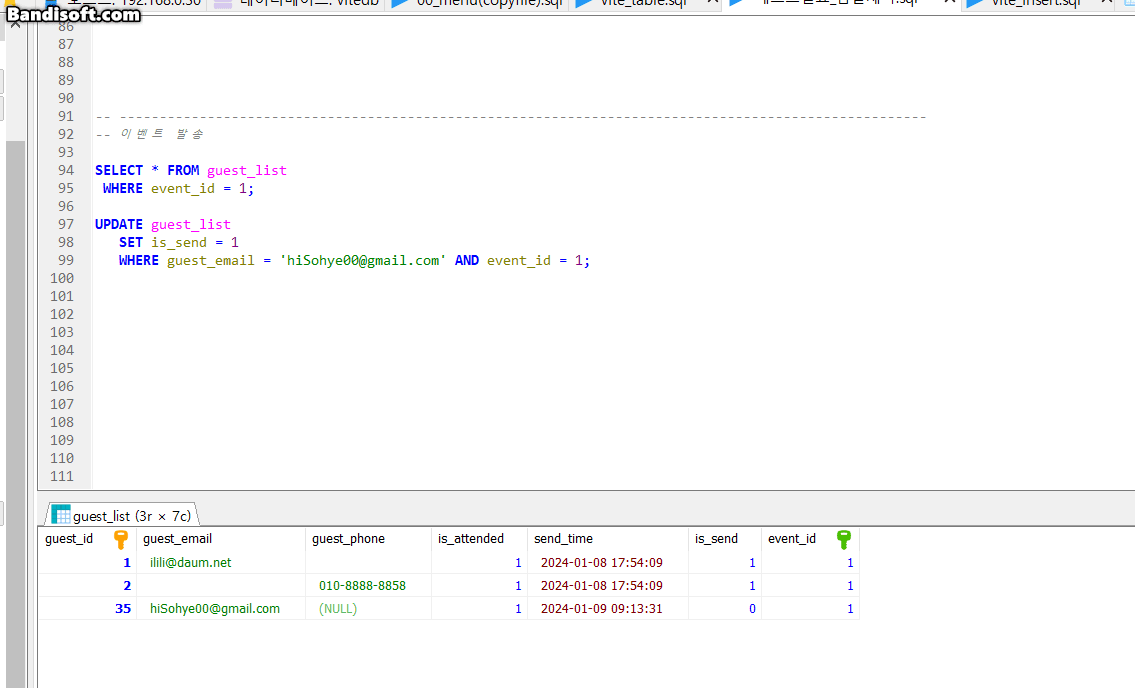 Bandisoft.com
192.168.0.30
데이터베이스: vitedb
00_menu(copyfile).sql
vite_table.sql
vite_insert.sql
86
87
88
89
90
91 -- -----------------------------------------------------------------------------------------------------
92 -- 이벤트 발송
93
94 SELECT * FROM guest_list
95 WHERE event_id = 1;
96
97 UPDATE guest_list
98 SET is_send = 1
99 WHERE guest_email = 'hiSohye00@gmail.com' AND event_id = 1;
100
101
102
103
104
105
106
107
108
109
110
111
guest_list (3r × 7c)
guest_id guest_email guest_phone is_attended send_time is_send event_id
1 ilili@daum.net 1 2024-01-08 17:54:09 1 1
2 010-8888-8858 1 2024-01-08 17:54:09 1 1
35 hiSohye00@gmail.com (NULL) 1 2024-01-09 09:13:31 0 1